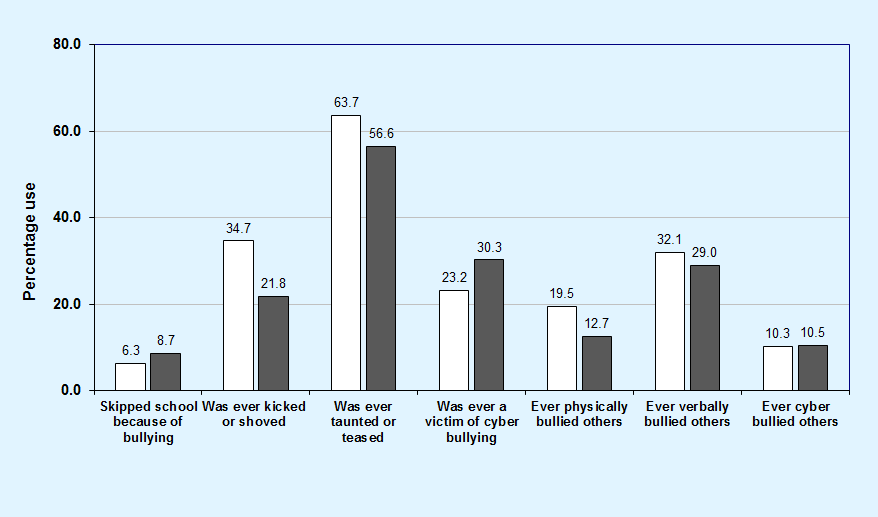 80.0
60.0
40.0
20.0
0.0
Percentage use
6.3
8.7
34.7
21.8
63.7
56.6
23.2
30.3
19.5
12.7
32.1
29.0
10.3
10.5
Skipped school
because of
bullying
Was ever kicked
or shoved
Was ever
taunted or
teased
Was ever a
victim of cyber
bullying
Ever physically
bullied others
Ever verbally
bullied others
Ever cyber
bullied others